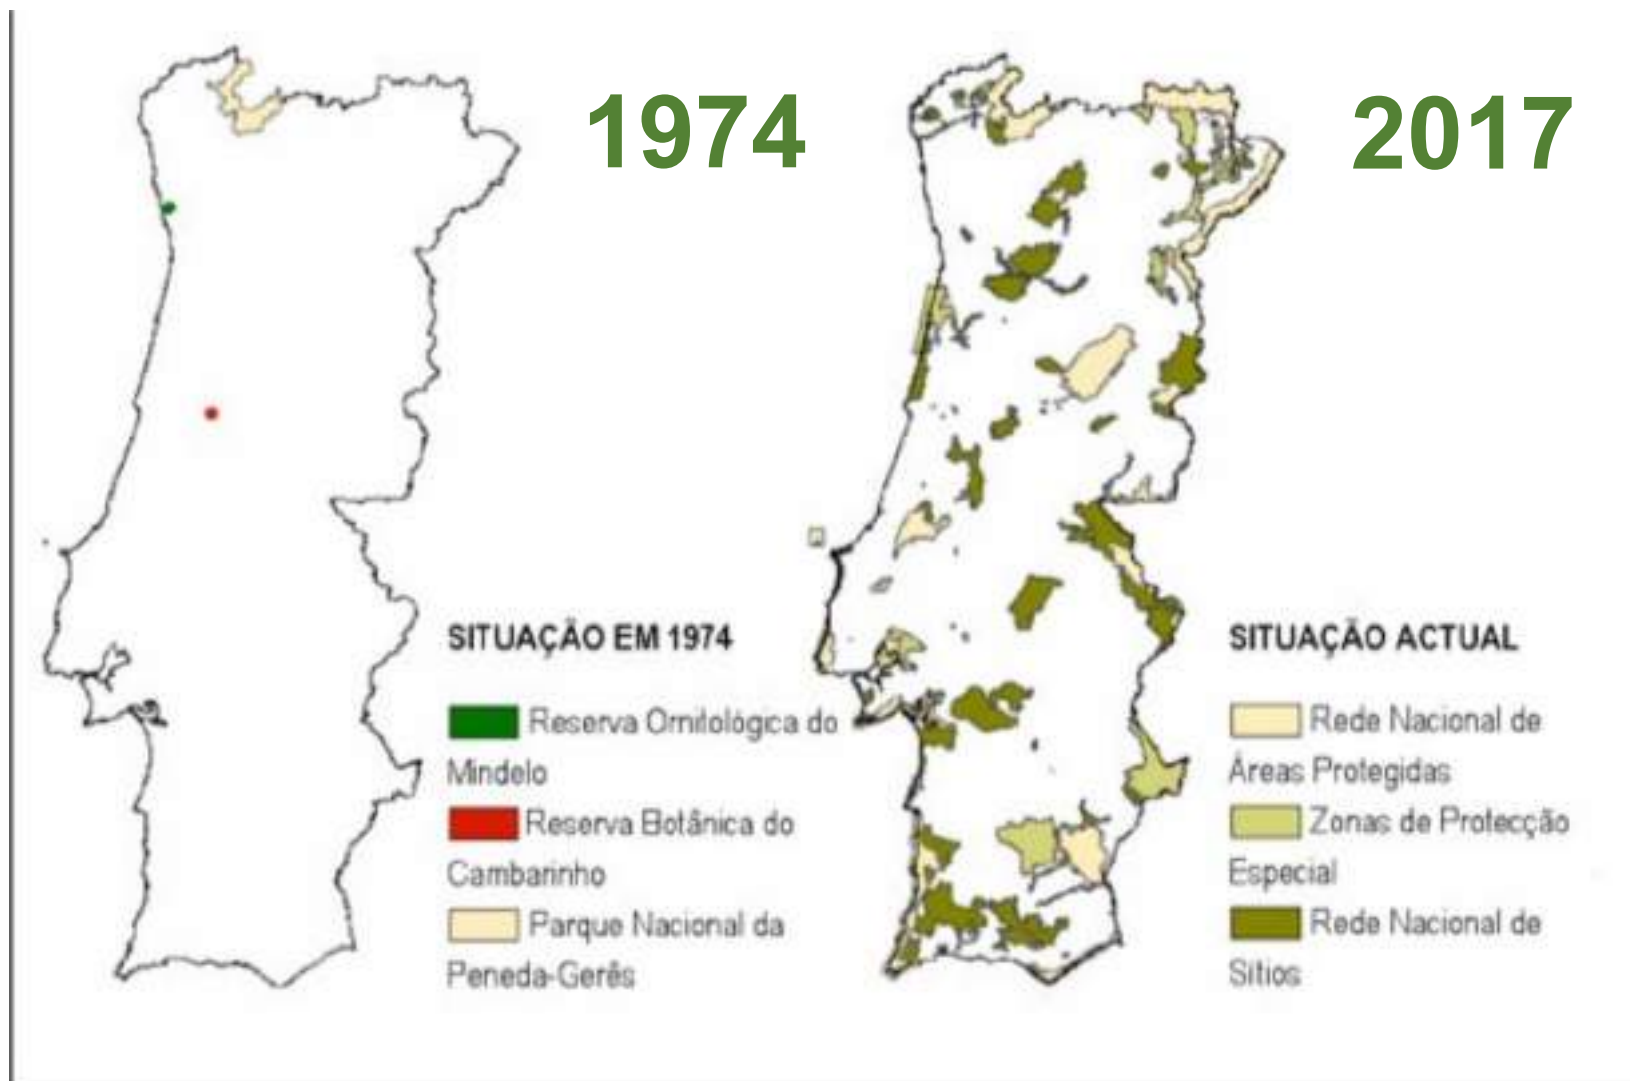 1974
2017
SITUAÇÃO EM 1974
Reserva Ornitológica do
Mindelo
Reserva Botânica do
Cambarinho
Parque Nacional da
Peneda-Gerês
SITUAÇÃO ACTUAL
Rede Nacional de
Áreas Protegidas
Zonas de Protecção
Especial
Rede Nacional de
Sítios